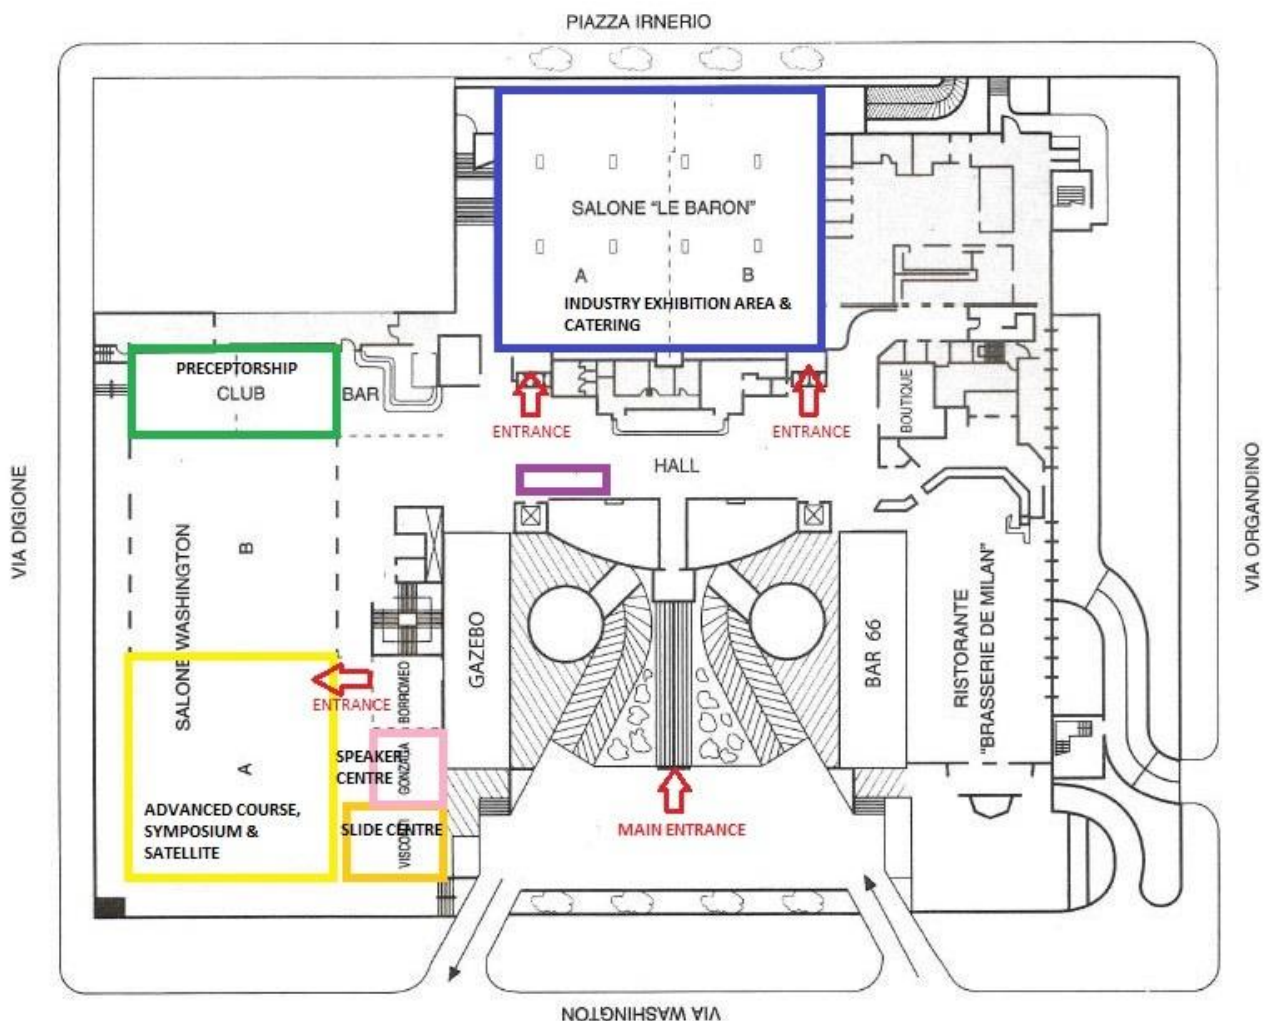 PIAZZA IRNERIO
SALONE "LE BARON"
A
B
INDUSTRY EXHIBITION AREA &
CATERING
PRECEPTORSHIP
CLUB
BAR
ENTRANCE
ENTRANCE
BOUTIQUE
HALL
VIA DIGIONE
VIA ORGANDINO
SALONE WASHINGTON
B
GAZEBO
BAR 66
RISTORANTE
"BRASSERIE DE MILAN"
ENTRANCE
BORROMEO
SPEAKER
CENTRE
GONZAGA
A
ADVANCED COURSE,
SYMPOSIUM &
SATELLITE
SLIDE CENTRE
VISCONTI
MAIN ENTRANCE
VIA WASHINGTON